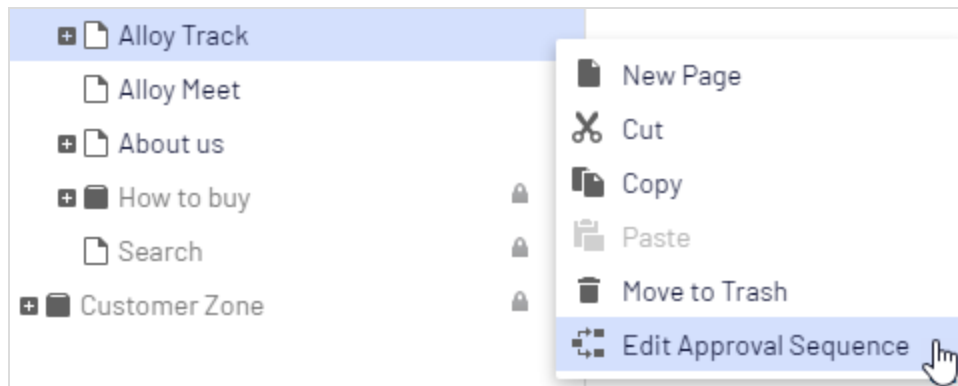 Alloy Track
Alloy Meet
About us
How to buy
Search
Customer Zone
New Page
Cut
Copy
Paste
Move to Trash
Edit Approval Sequence